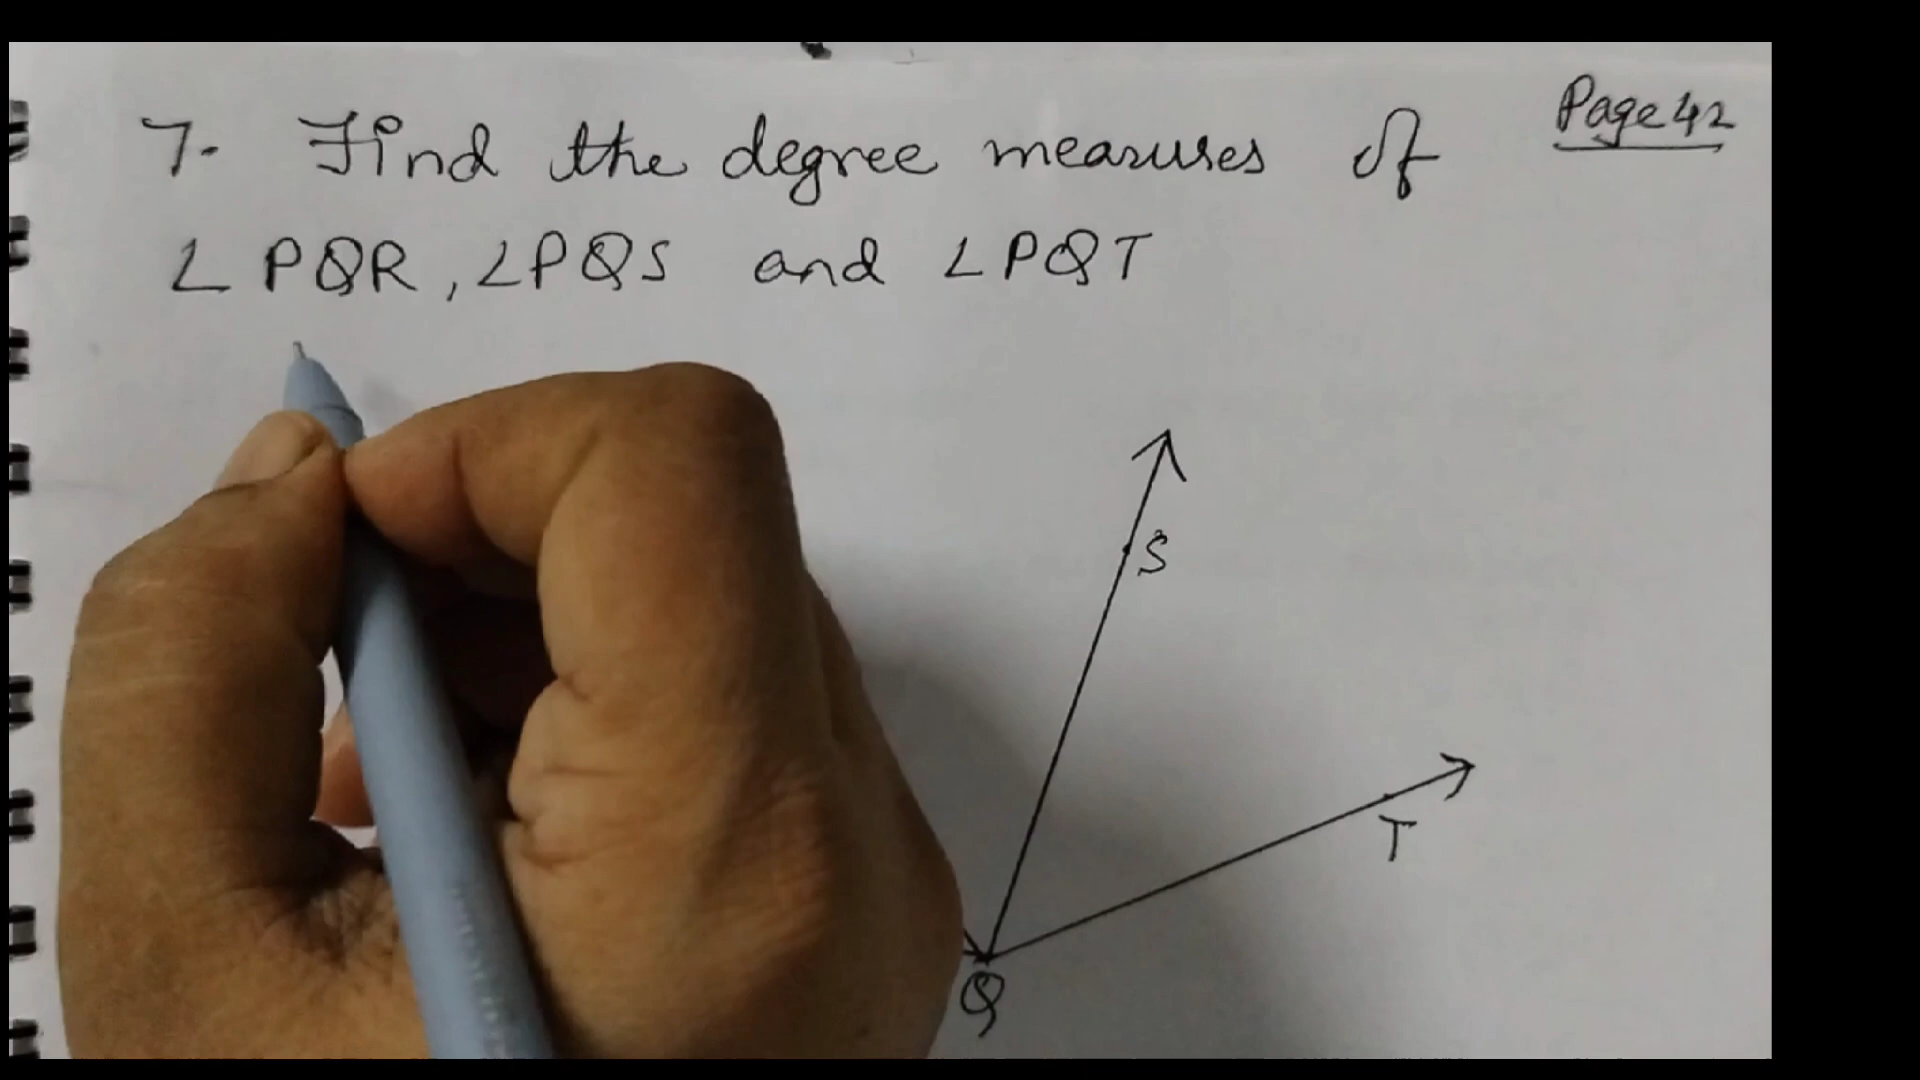 Page 42
7. Find the degree measures of
∠PQR, ∠PQS and ∠PQT
S
T
Q